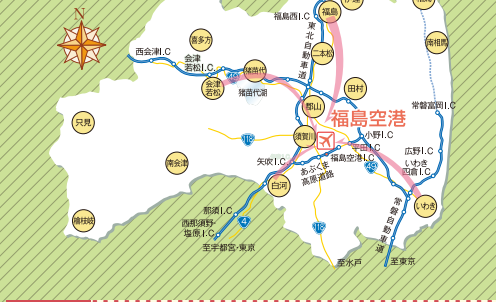 N
福島西I.C
福島
喜多方
東北自動車道
二本松
南相馬
西会津I.C
会津
若松I.C
49
猪苗代
会津
若松
猪苗代湖
田村
郡山
常磐富岡I.C
只見
118
福島空港
須賀川
小野I.C
平田I.C
広野I.C
南会津
矢吹I.C
福島空港I.C
いわき
四倉I.C
あぶくま
高原道路
49
白河
いわき
檜枝岐
那須I.C
西那須野・
塩原I.C
4
118
常磐自動車道
至宇都宮・東京
至水戸
至東京